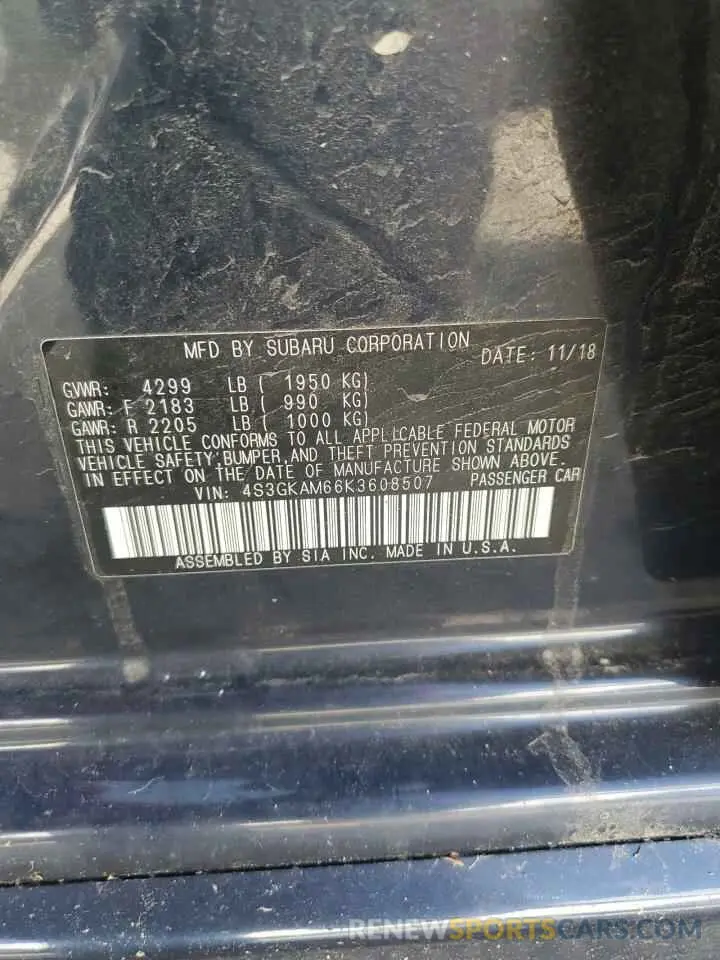 MFD BY SUBARU CORPORATION DATE: 11/18
GVWR: 4299 LB ( 1950 KG)
GAWR: F 2183 LB ( 990 KG)
GAWR: R 2205 LB ( 1000 KG)
THIS VEHICLE CONFORMS TO ALL APPLICABLE FEDERAL MOTOR
VEHICLE SAFETY, BUMPER, AND THEFT PREVENTION STANDARDS
IN EFFECT ON THE DATE OF MANUFACTURE SHOWN ABOVE.
VIN: 4S3GKAM66K3608507 PASSENGER CAR
ASSEMBLED BY SIA INC. MADE IN U.S.A.
RENEWSPORTSCARS.COM